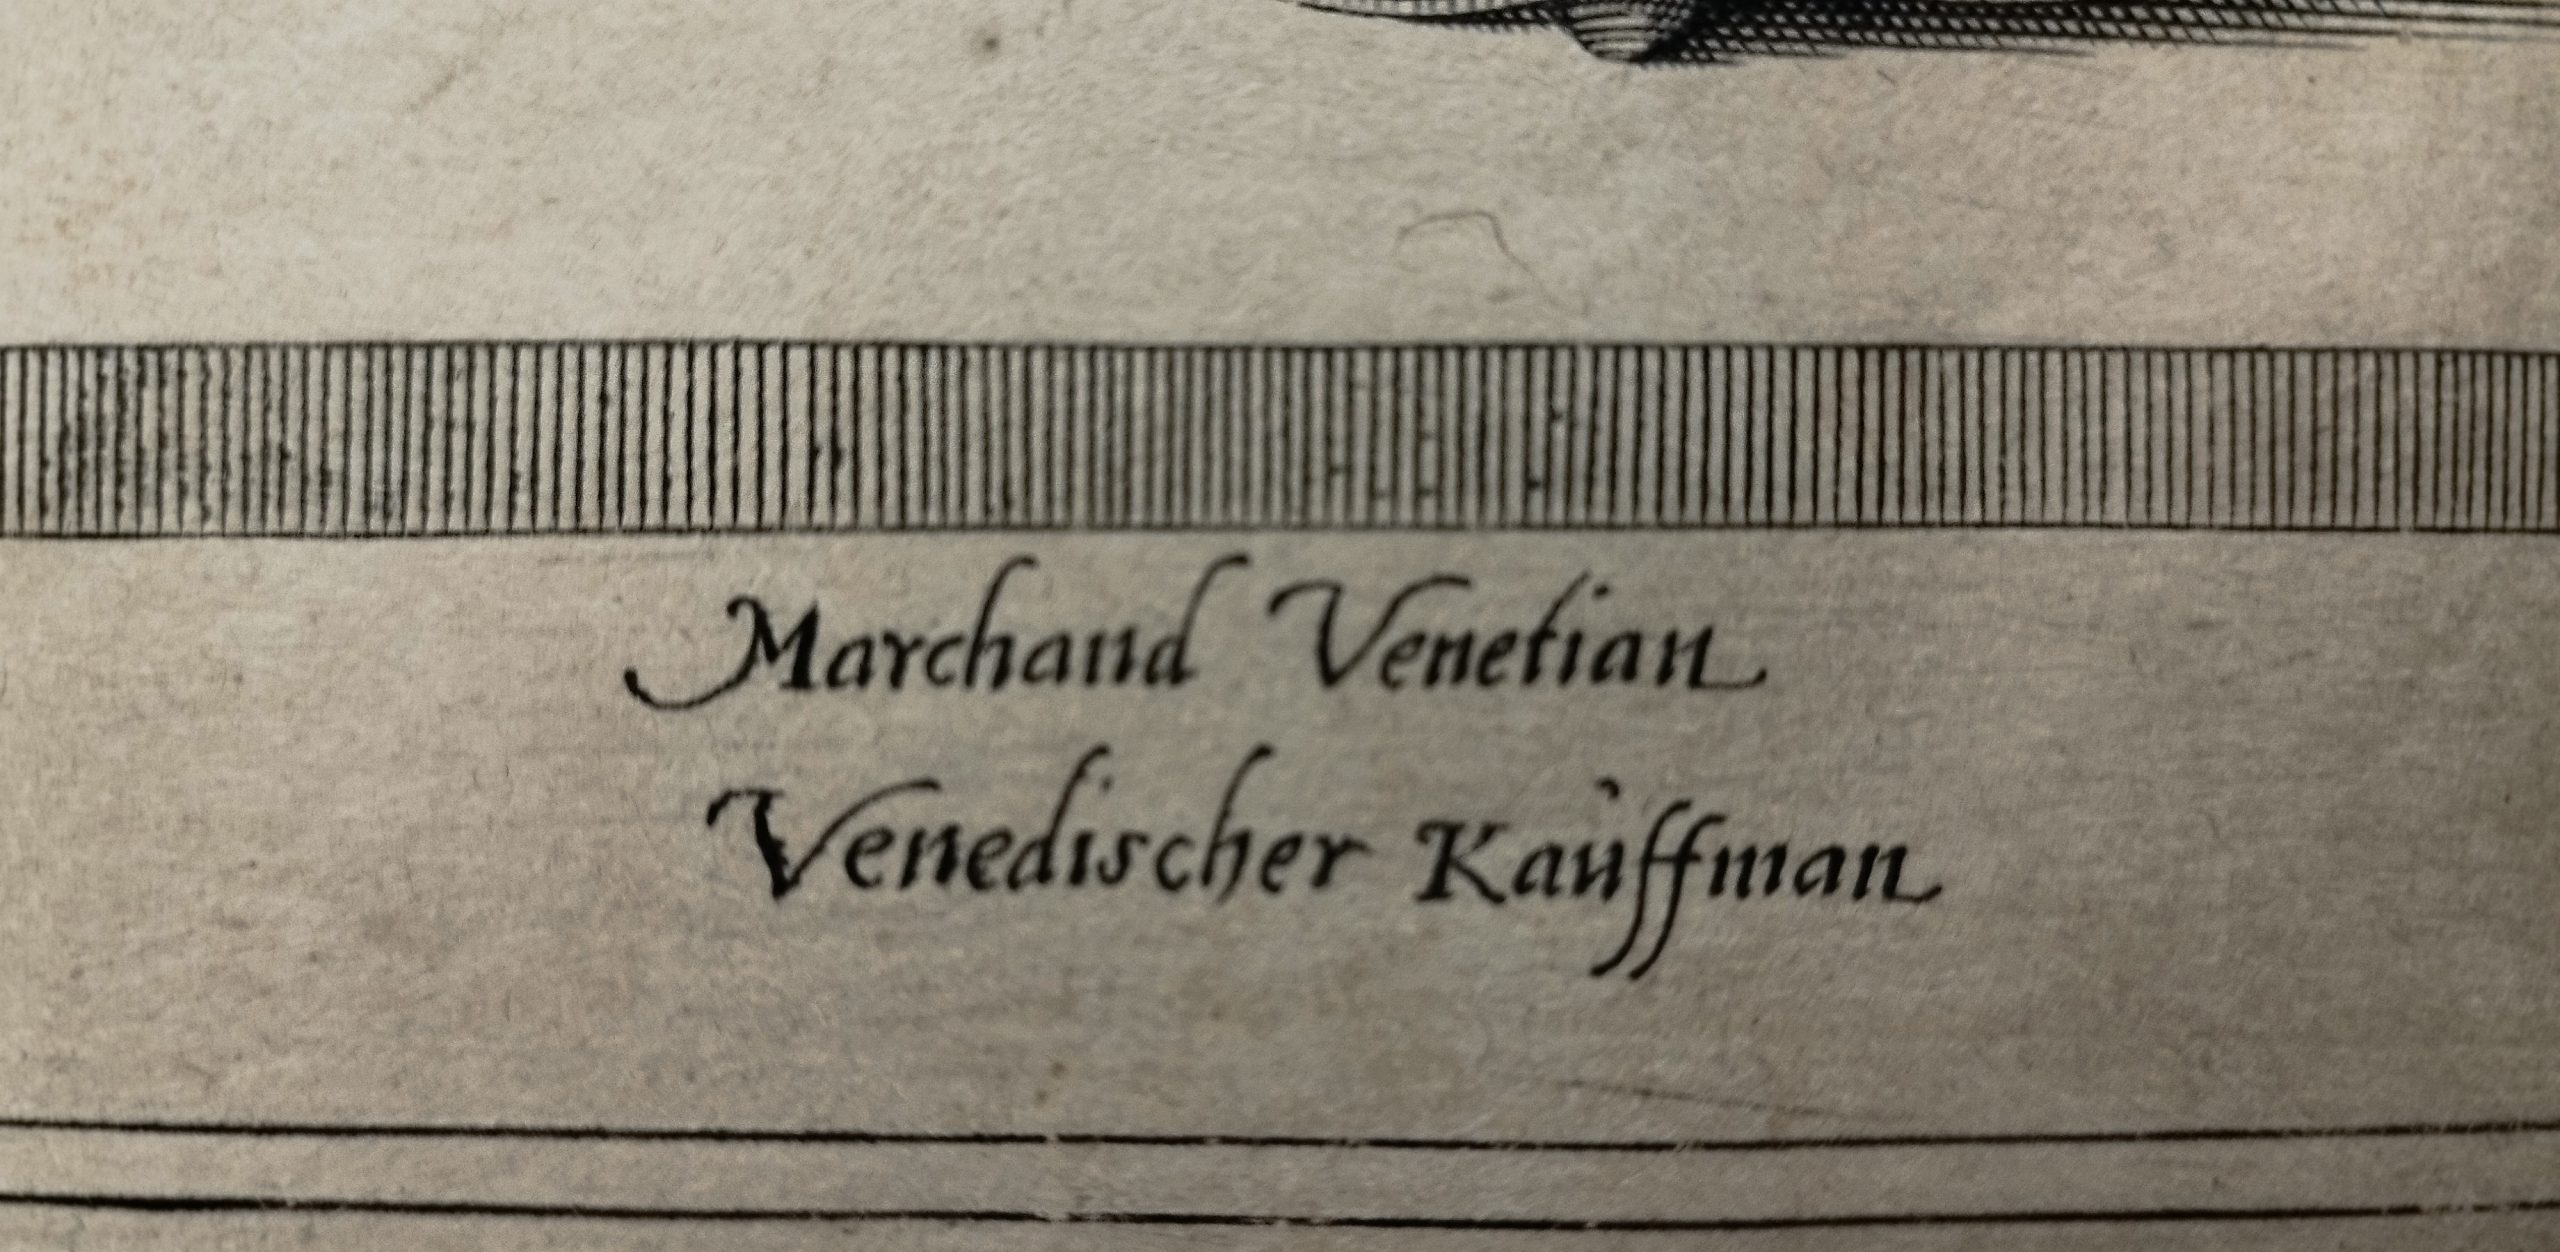 Marchand Venetian
Venedischer Kauffman